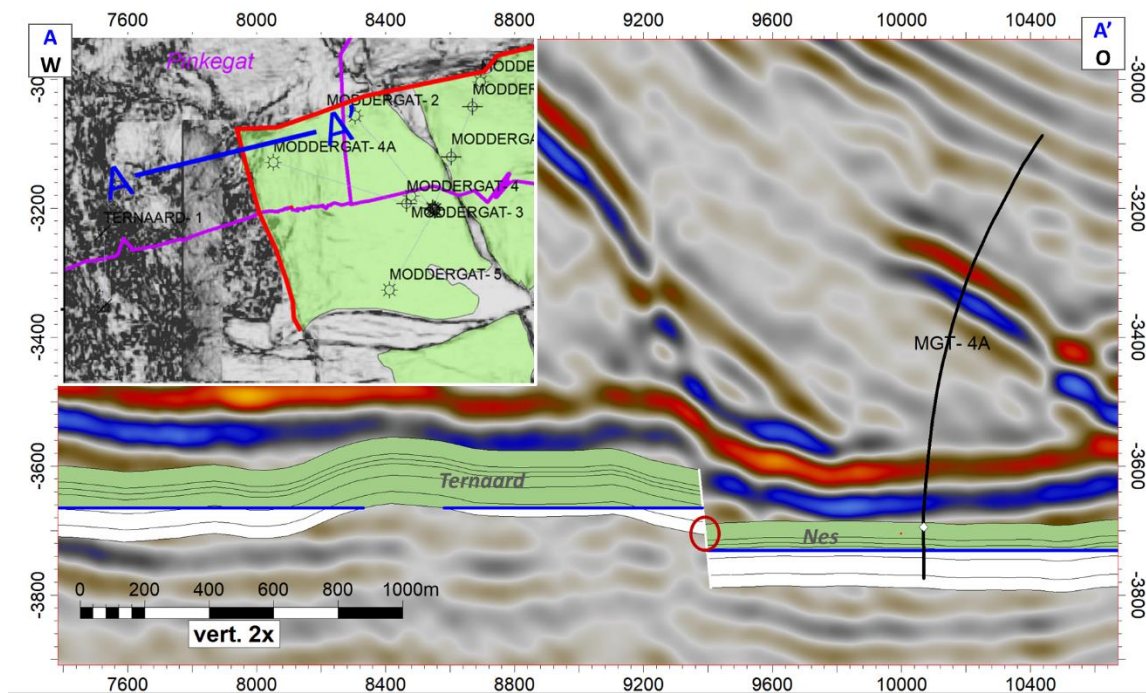 7600 8000 8400 8800 9200 9600 10000 10400
A
W
A'
O
Pinkegat
MODDERGAT- 2
A'
MODDERGAT- 4A
A
MODDERGAT- 4
TERNAARD- 1
MODDERGAT- 3
MODDERGAT- 5
-3200
-3400
-3600
-3800
-3000
-3200
-3400
-3600
-3800
MGT- 4A
Ternaard
Nes
0 200 400 600 800 1000m
vert. 2x
7600 8000 8400 8800 9200 9600 10000 10400